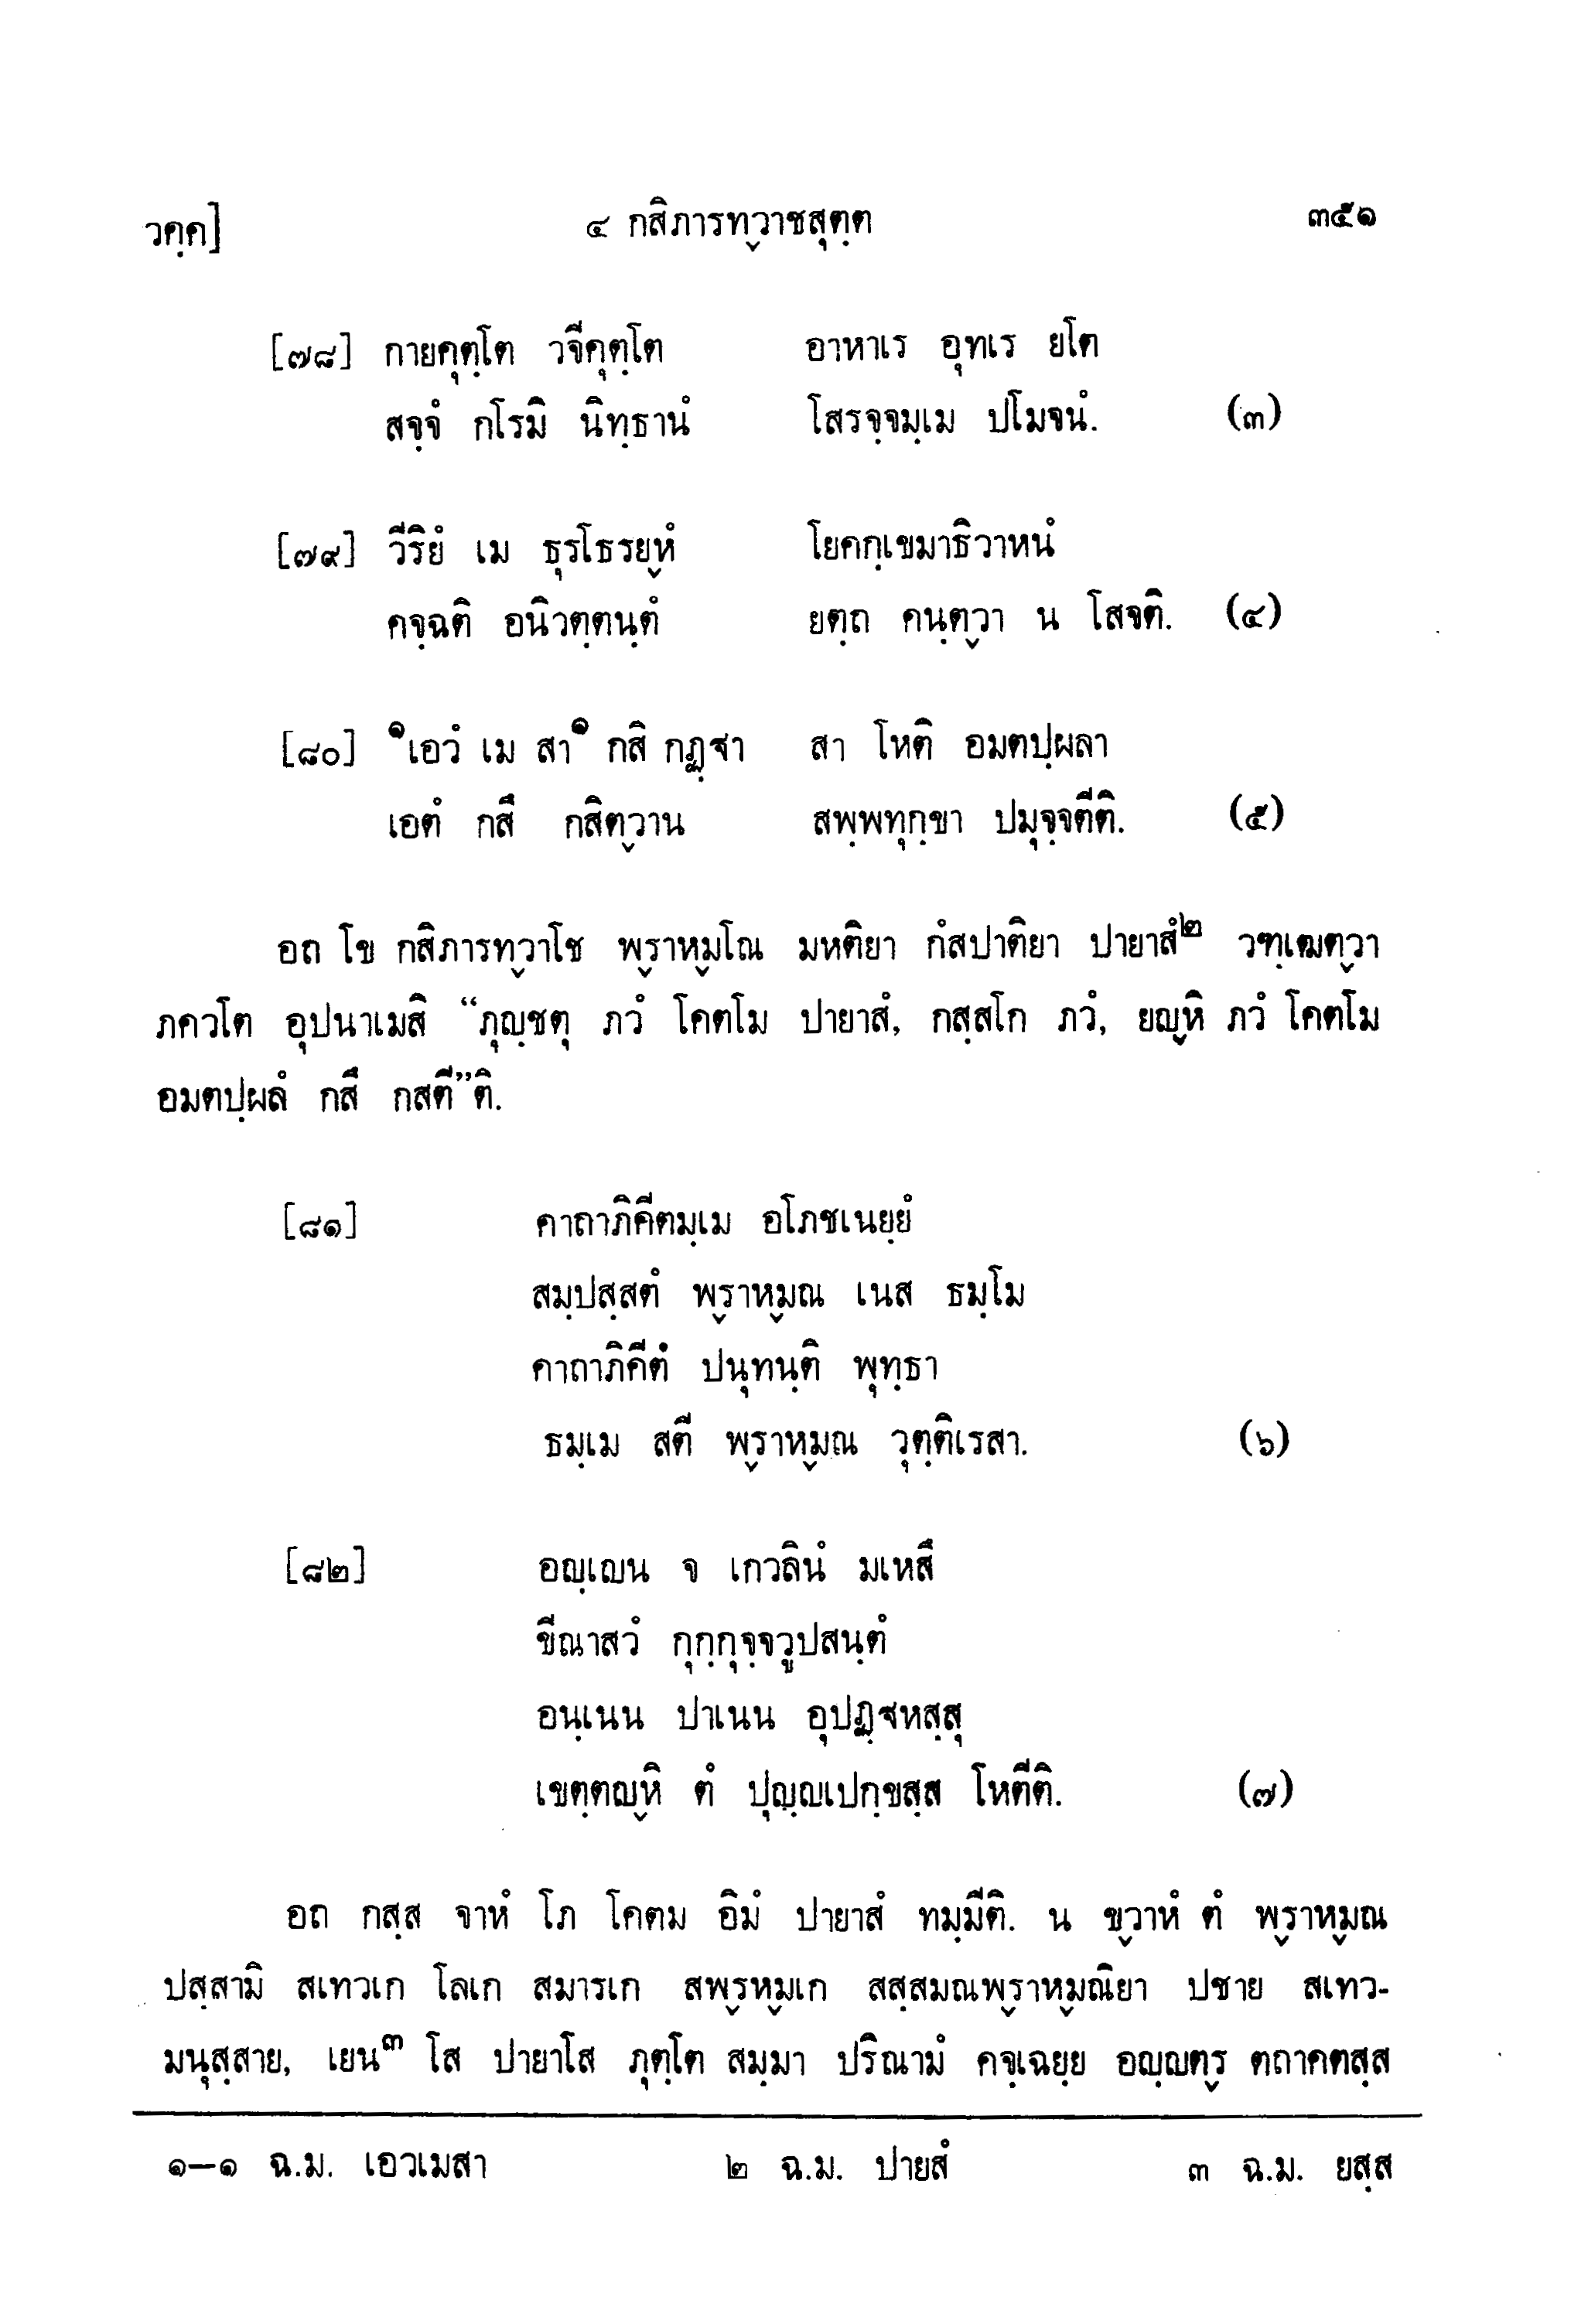 วคฺค] ๔ กสิภารทฺวาชสุตฺต ๓๕๑
[๗๘] กายคุตฺโต วจีคุตฺโต อาหาเร อุทเร ยโต
สจฺจํ กโรมิ นิทฺธานํ โสรจฺจมฺเม ปโมจนํ. (๓)
[๗๙] วีริยํ เม ธุรโธรยฺหํ โยคกฺเขมาธิวาหนํ
คจฺฉติ อนิวตฺตนฺตํ ยตฺถ คนฺตฺวา น โสจติ. (๔)
[๘๐] ๑เอวํ เม สา๑ กสิ กฏฺฐา สา โหติ อมตปฺผลา
เอตํ กสึ กสิตฺวาน สพฺพทุกฺขา ปมุจฺจตีติ. (๕)
อถ โข กสิภารทฺวาโช พฺราหฺมโณ มหติยา กํสปาติยา ปายาสํ๒ วฑฺเฒตฺวา
ภควโต อุปนาเมสิ “ภุญฺชตุ ภวํ โคตโม ปายาสํ, กสฺสโก ภวํ, ยญฺหิ ภวํ โคตโม
อมตปฺผลํ กสึ กสตี”ติ.
[๘๑] คาถาภิคีตมฺเม อโภชเนยฺยํ
สมฺปสฺสตํ พฺราหฺมณ เนส ธมฺโม
คาถาภิคีตํ ปนุทนฺติ พุทฺธา
ธมฺเม สตี พฺราหฺมณ วุตฺติเรสา. (๖)
[๘๒] อญฺเญน จ เกวลินํ มเหสึ
ขีณาสวํ กุกฺกุจฺจวูปสนฺตํ
อนฺเนน ปาเนน อุปฏฺฐหสฺสุ
เขตฺตญฺหิ ตํ ปุญฺญเปกฺขสฺส โหตีติ. (๗)
อถ กสฺส จาหํ โภ โคตม อิมํ ปายาสํ ทมฺมีติ. น ขฺวาหํ ตํ พฺราหฺมณ
ปสฺสามิ สเทวเก โลเก สมารเก สพฺรหฺมเก สสฺสมณพฺราหฺมณิยา ปชาย สเทว-
มนุสฺสาย, เยน๓ โส ปายาโส ภุตฺโต สมฺมา ปริณามํ คจฺเฉยฺย อญฺญตฺร ตถาคตสฺส
๑-๑ ฉ.ม. เอวเมสา ๒ ฉ.ม. ปายสํ ๓ ฉ.ม. ยสฺส